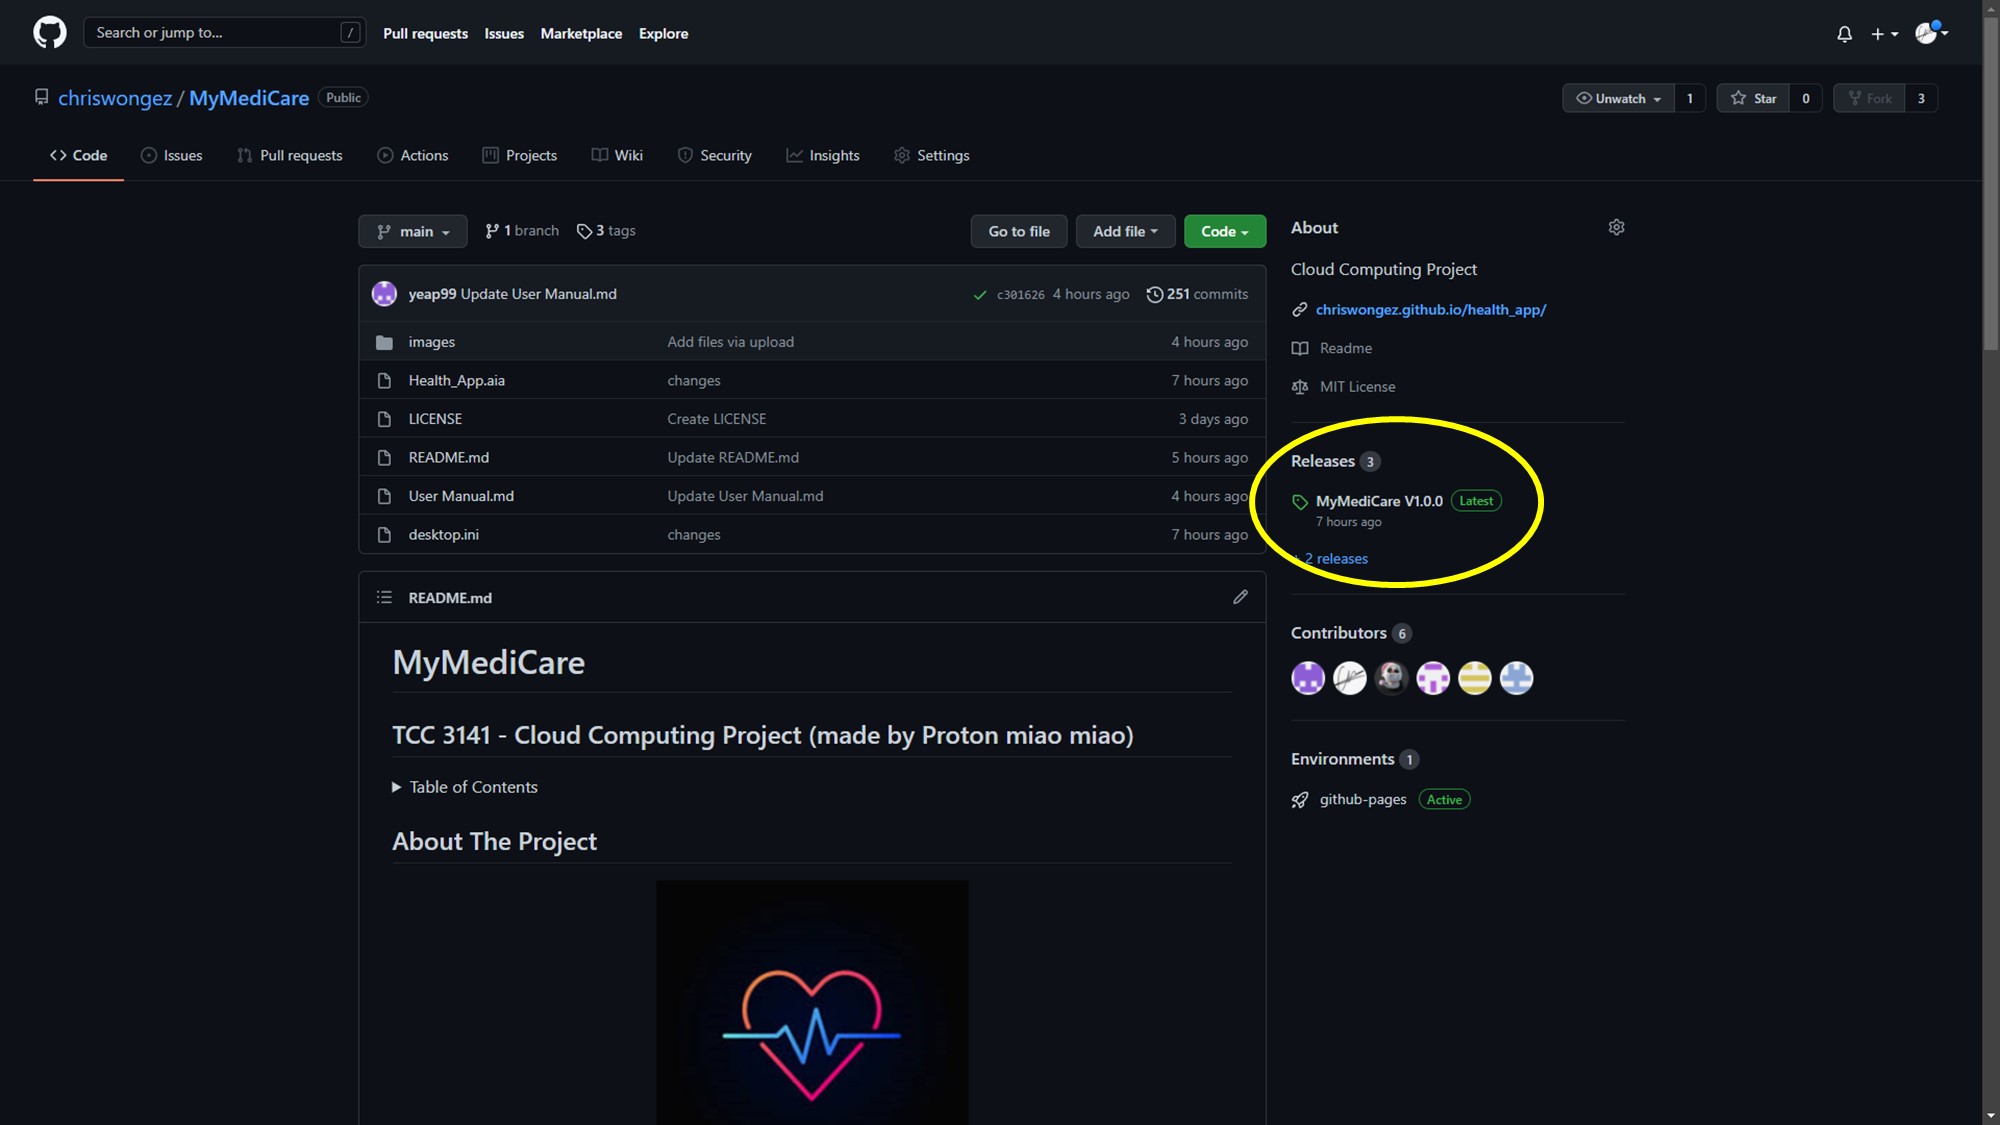 Search or jump to... / Pull requests Issues Marketplace Explore
chriswongez / MyMediCare Public Unwatch 1 Star 0 Fork 3
Code Issues Pull requests Actions Projects Wiki Security Insights Settings
main 1 branch 3 tags Go to file Add file Code
yeap99 Update User Manual.md c301626 4 hours ago 251 commits
images Add files via upload 4 hours ago
Health_App.aia changes 7 hours ago
LICENSE Create LICENSE 3 days ago
README.md Update README.md 5 hours ago
User Manual.md Update User Manual.md 4 hours ago
desktop.ini changes 7 hours ago
README.md
MyMediCare
TCC 3141 - Cloud Computing Project (made by Proton miao miao)
Table of Contents
About The Project
About
Cloud Computing Project
chriswongez.github.io/health_app/
Readme
MIT License
Releases 3
MyMediCare V1.0.0 Latest
7 hours ago
+ 2 releases
Contributors 6
Environments 1
github-pages Active